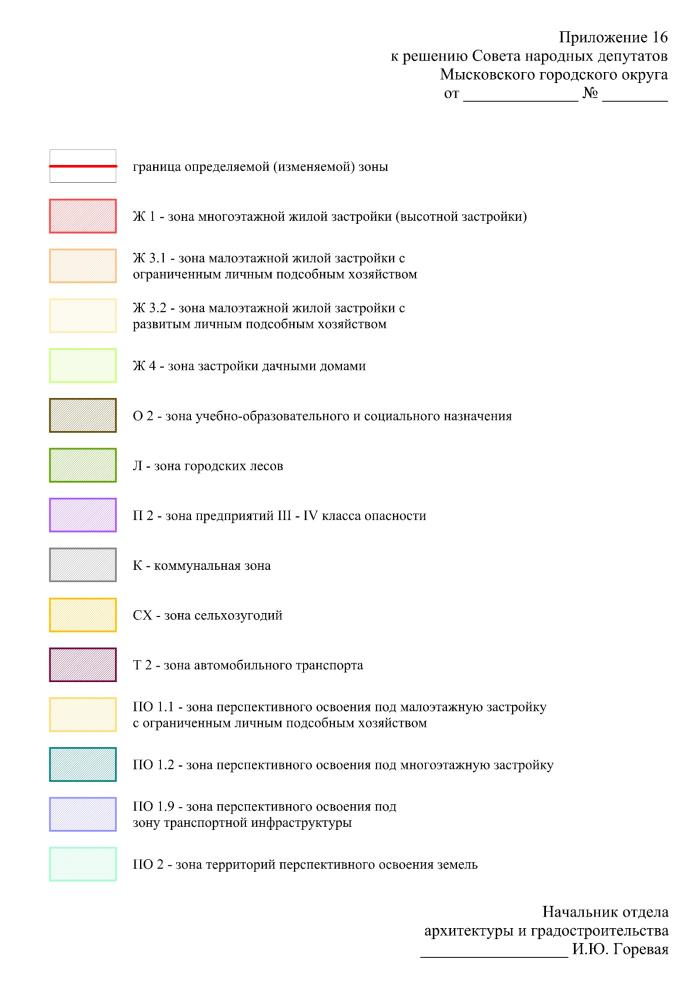 Приложение 16
к решению Совета народных депутатов
Мысковского городского округа
от ______________ № ________
граница определяемой (изменяемой) зоны
Ж 1 - зона многоэтажной жилой застройки (высотной застройки)
Ж 3.1 - зона малоэтажной жилой застройки с
ограниченным личным подсобным хозяйством
Ж 3.2 - зона малоэтажной жилой застройки с
развитым личным подсобным хозяйством
Ж 4 - зона застройки дачными домами
О 2 - зона учебно-образовательного и социального назначения
Л - зона городских лесов
П 2 - зона предприятий III - IV класса опасности
К - коммунальная зона
СХ - зона сельхозугодий
Т 2 - зона автомобильного транспорта
ПО 1.1 - зона перспективного освоения под малоэтажную застройку
с ограниченным личным подсобным хозяйством
ПО 1.2 - зона перспективного освоения под многоэтажную застройку
ПО 1.9 - зона перспективного освоения под
зону транспортной инфраструктуры
ПО 2 - зона территорий перспективного освоения земель
Начальник отдела
архитектуры и градостроительства
__________________ И.Ю. Горевая